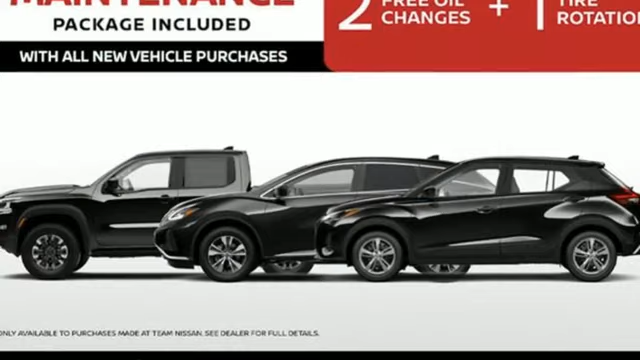 MAINTENANCE
PACKAGE INCLUDED
WITH ALL NEW VEHICLE PURCHASES
2 FREE OIL
CHANGES
+
1 TIRE
ROTATION
ONLY AVAILABLE TO PURCHASES MADE AT TEAM NISSAN. SEE DEALER FOR FULL DETAILS.